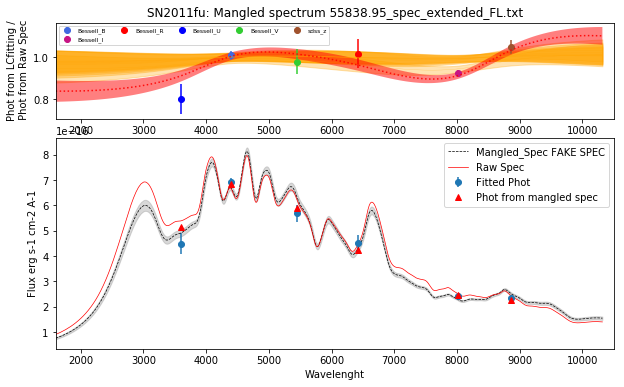 SN2011fu: Mangled spectrum 55838.95_spec_extended_FL.txt
Phot from LCfitting /
Phot from Raw Spec
Bessell_B
Bessell_I
Bessell_R
Bessell_U
Bessell_V
sdss_z
1.0
0.8
2000 3000 4000 5000 6000 7000 8000 9000 10000
1e−16
Flux erg s-1 cm-2 A-1
8
7
6
5
4
3
2
1
Mangled_Spec FAKE SPEC
Raw Spec
Fitted Phot
Phot from mangled spec
2000 3000 4000 5000 6000 7000 8000 9000 10000
Wavelenght